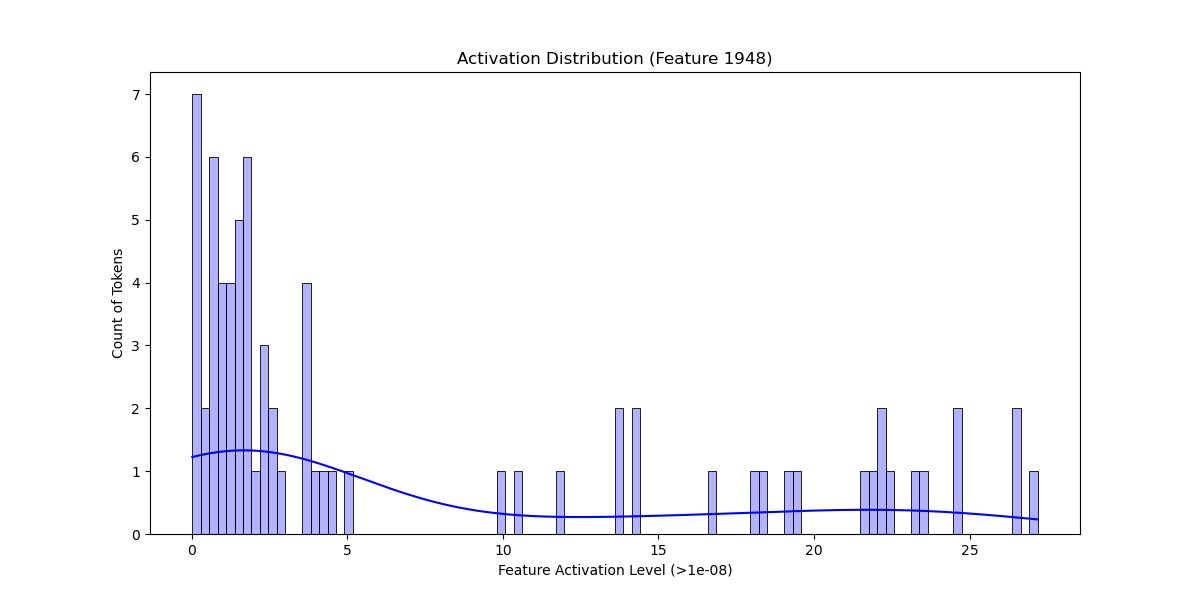 Activation Distribution (Feature 1948)
Count of Tokens
7
6
5
4
3
2
1
0
0 5 10 15 20 25
Feature Activation Level (>1e-08)